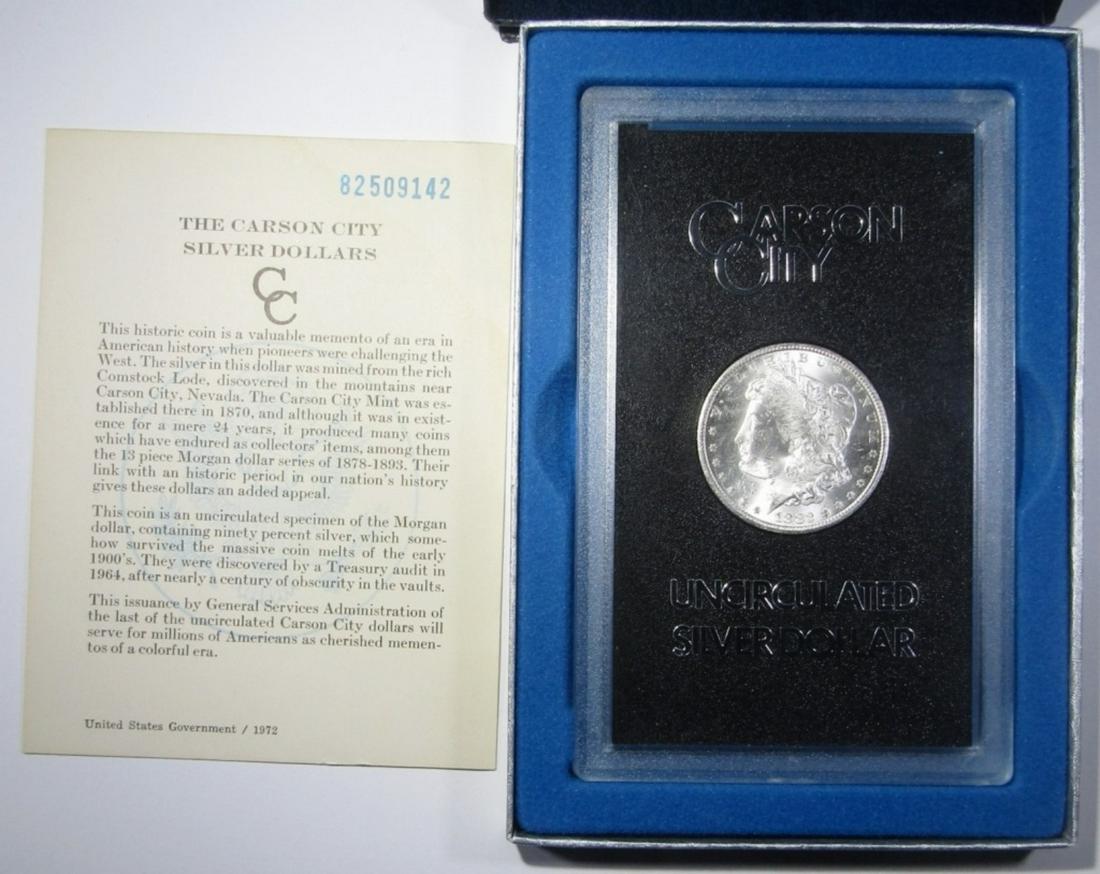 82509142
THE CARSON CITY
SILVER DOLLARS
CC
This historic coin is a valuable memento of an era in
American history when pioneers were challenging the
West. The silver in this dollar was mined from the rich
Comstock Lode, discovered in the mountains near
Carson City, Nevada. The Carson City Mint was es-
tablished there in 1870, and although it was in exist-
ence for a mere 24 years, it produced many coins
which have endured as collectors' items, among them
the 13 piece Morgan dollar series of 1878-1893. Their
link with an historic period in our nation's history
gives these dollars an added appeal.
This coin is an uncirculated specimen of the Morgan
dollar, containing ninety percent silver, which some-
how survived the massive coin melts of the early
1900's. They were discovered by a Treasury audit in
1964, after nearly a century of obscurity in the vaults.
This issuance by General Services Administration of
the last of the uncirculated Carson City dollars will
serve for millions of Americans as cherished memen-
tos of a colorful era.
United States Government / 1972
CARSON
CITY
UNCIRCULATED
SILVER DOLLAR